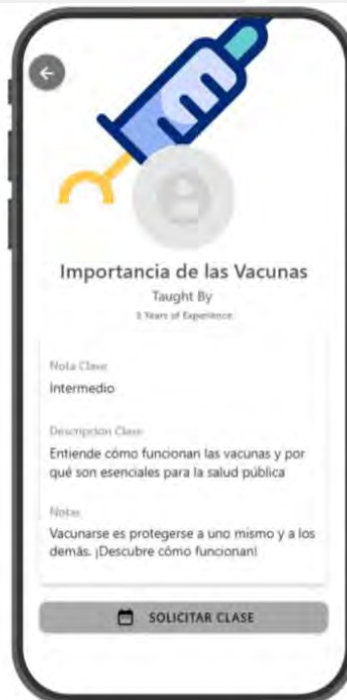 Importancia de las Vacunas
Taught By
Years of Experience
Nota Clase
Intermedio
Descripción Clase
Entiende cómo funcionan las vacunas y por
qué son esenciales para la salud pública
Notas
Vacunarse es protegerse a uno mismo y a los
demás. ¡Descubre cómo funcionan!
SOLICITAR CLASE